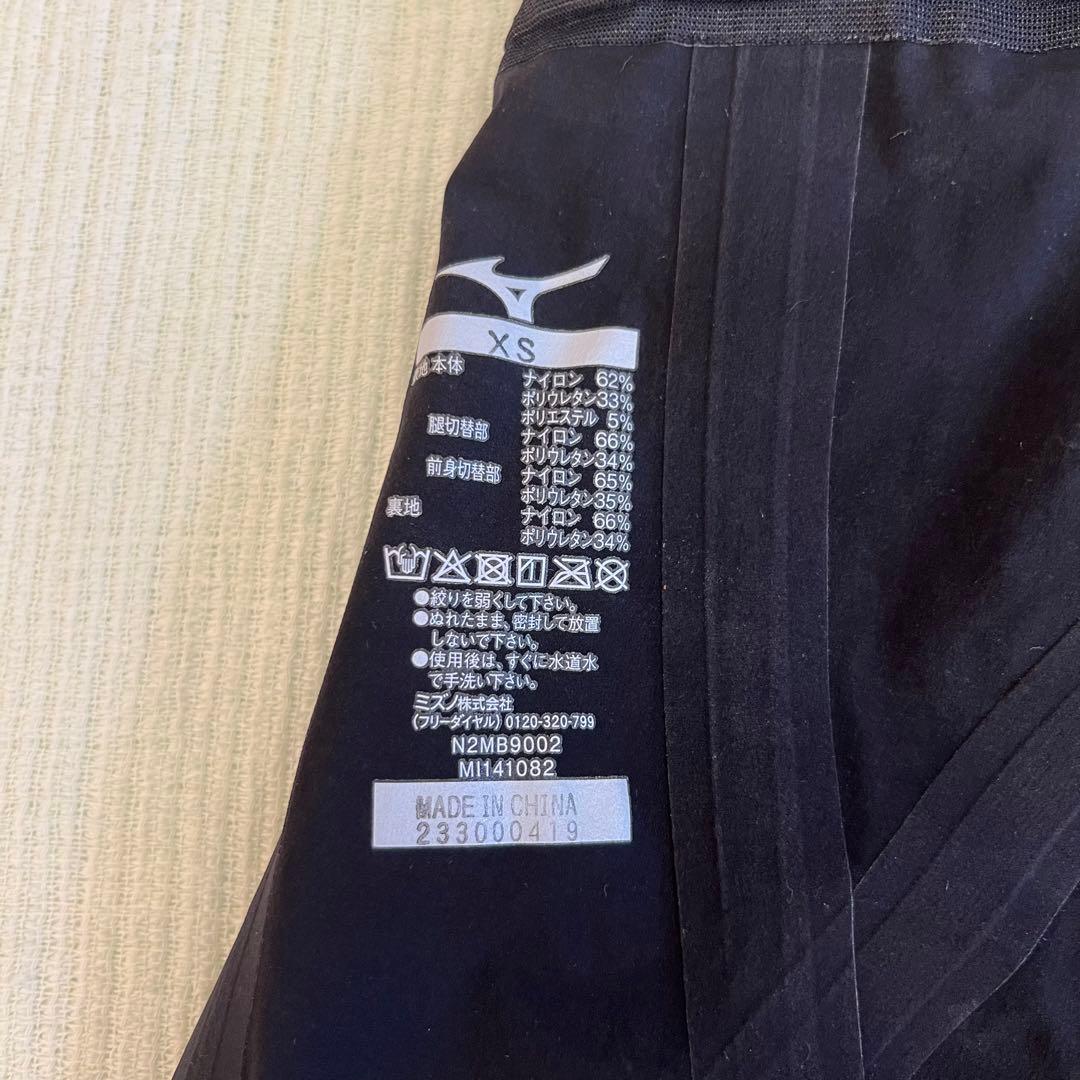 XS
本体 ナイロン 62%
ポリウレタン33%
ポリエステル 5%
腿切替部 ナイロン 66%
ポリウレタン34%
前身切替部 ナイロン 65%
ポリウレタン35%
裏地 ナイロン 66%
ポリウレタン34%
●絞りを弱くして下さい。
●ぬれたまま、密封して放置
しないで下さい。
●使用後は、すぐに水道水
で手洗い下さい。
ミズノ株式会社
(フリーダイヤル) 0120-320-799
N2MB9002
MI141082
MADE IN CHINA
233000419